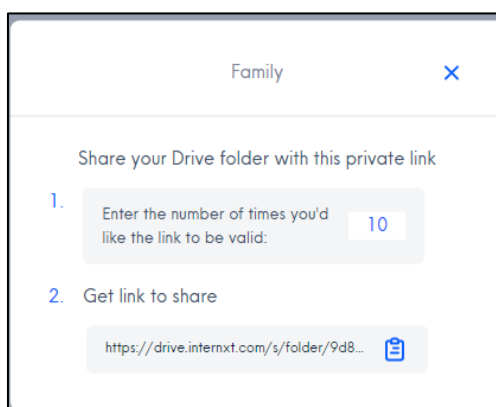 Family
Share your Drive folder with this private link
1.
Enter the number of times you'd
like the link to be valid:
10
2. Get link to share
https://drive.internxt.com/s/folder/9d8...